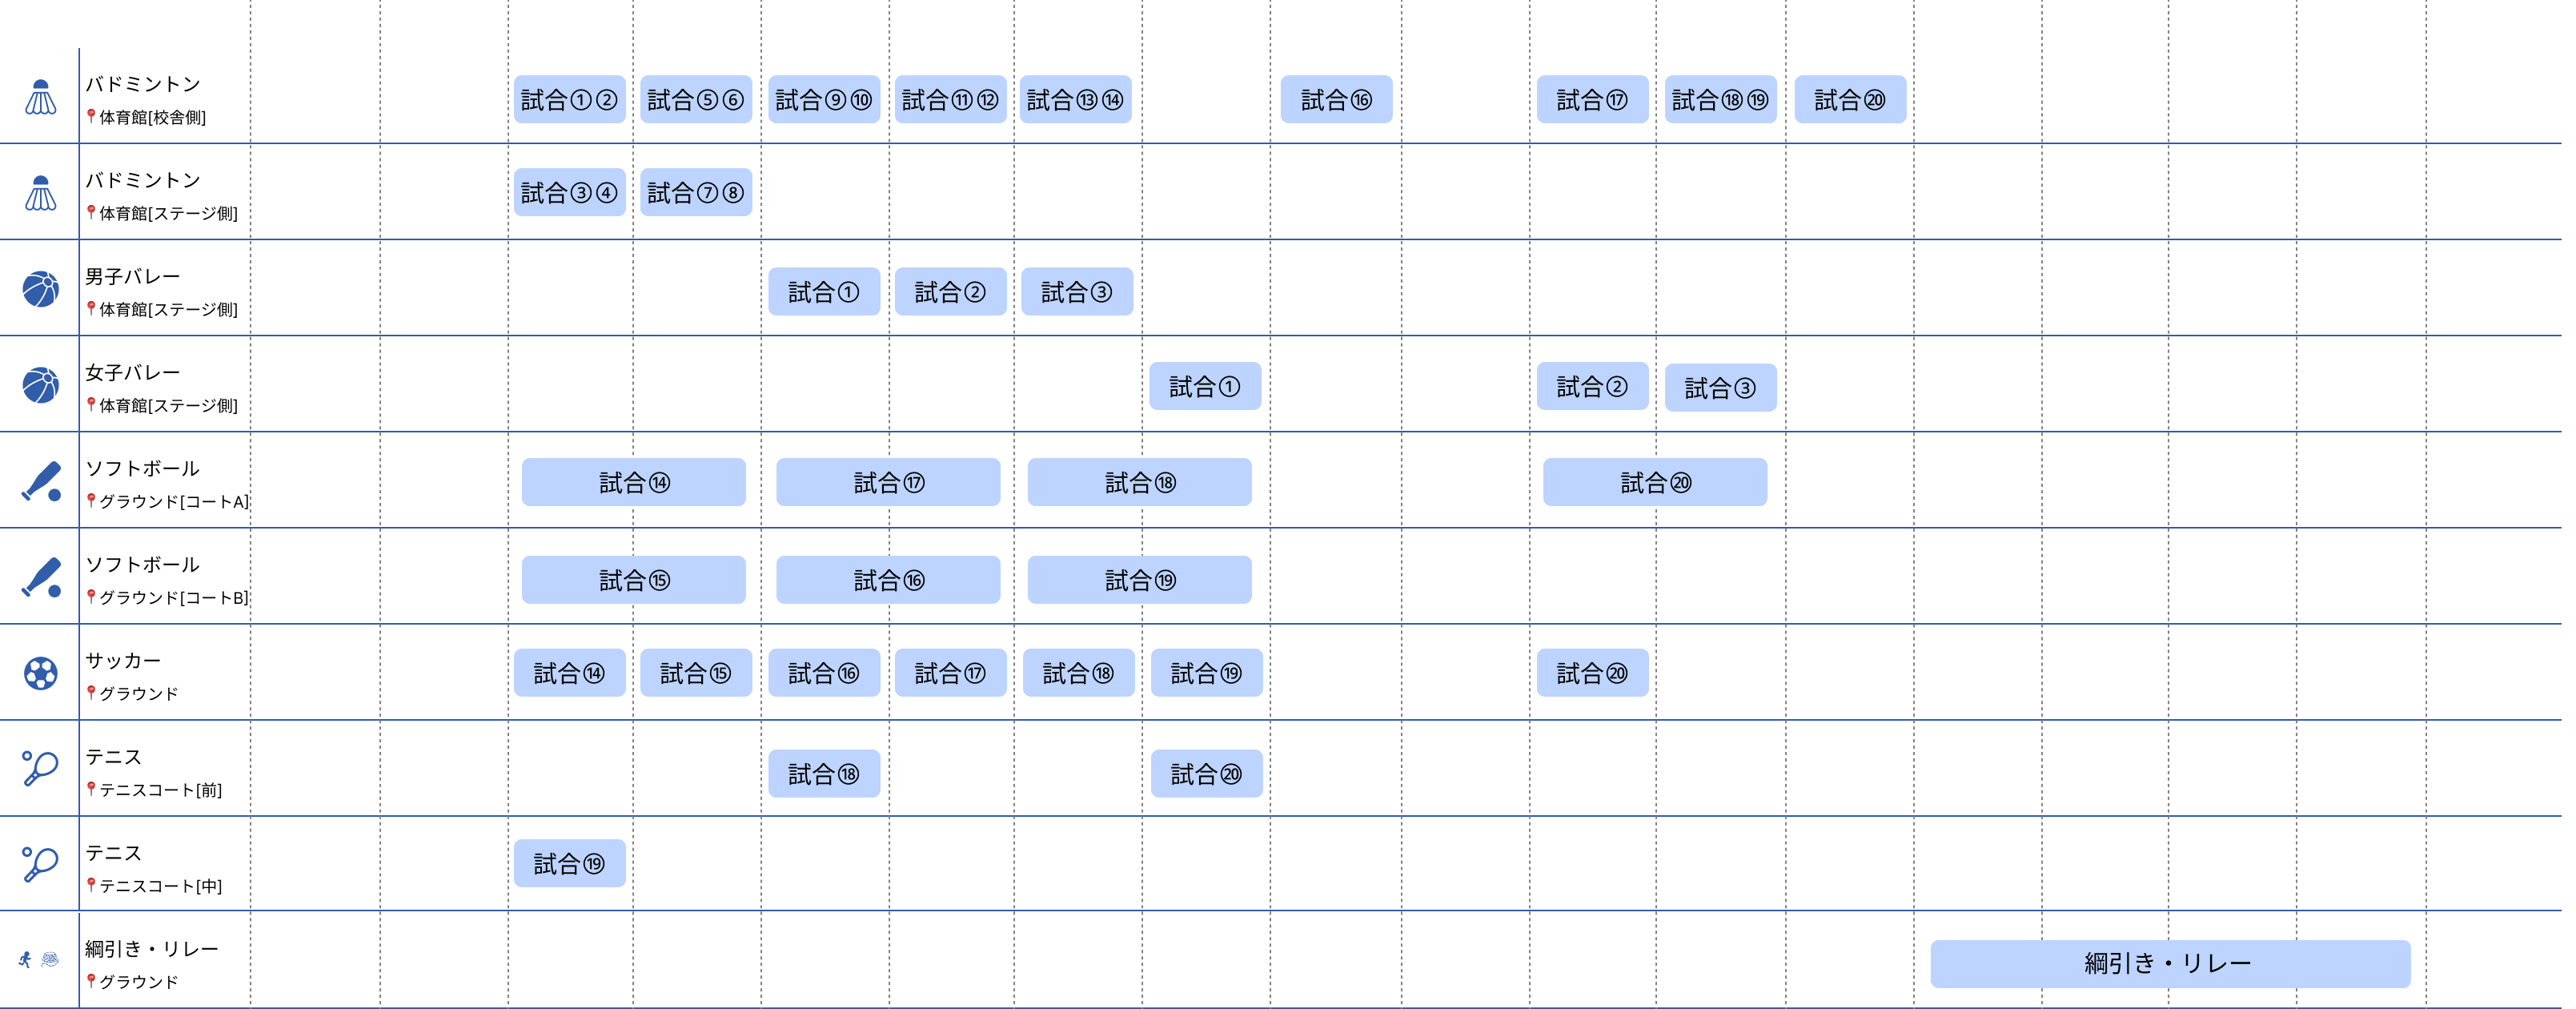 バドミントン
体育館[校舎側]
試合①②
試合⑤⑥
試合⑨⑩
試合⑪⑫
試合⑬⑭
試合⑯
試合⑰
試合⑱⑲
試合⑳
バドミントン
体育館[ステージ側]
試合③④
試合⑦⑧
男子バレー
体育館[ステージ側]
試合①
試合②
試合③
女子バレー
体育館[ステージ側]
試合①
試合②
試合③
ソフトボール
グラウンド[コートA]
試合⑭
試合⑰
試合⑱
試合⑳
ソフトボール
グラウンド[コートB]
試合⑮
試合⑯
試合⑲
サッカー
グラウンド
試合⑭
試合⑮
試合⑯
試合⑰
試合⑱
試合⑲
試合⑳
テニス
テニスコート[前]
試合⑱
試合⑳
テニス
テニスコート[中]
試合⑲
綱引き・リレー
グラウンド
綱引き・リレー